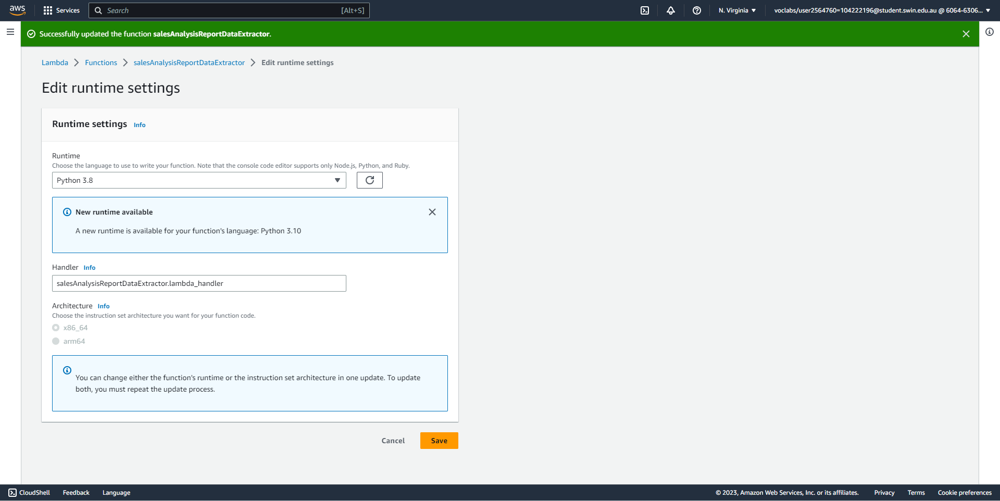 aws
Services
Search
[Alt+S]
N. Virginia
voclabs/user2564760=104222196@student.swin.edu.au @ 6064-6306...
Successfully updated the function salesAnalysisReportDataExtractor.
Lambda
Functions
salesAnalysisReportDataExtractor
Edit runtime settings
Edit runtime settings
Runtime settings Info
Runtime
Choose the language to use to write your function. Note that the console code editor supports only Node.js, Python, and Ruby.
Python 3.8
New runtime available
A new runtime is available for your function's language: Python 3.10
Handler Info
salesAnalysisReportDataExtractor.lambda_handler
Architecture Info
Choose the instruction set architecture you want for your function code.
x86_64
arm64
You can change either the function's runtime or the instruction set architecture in one update. To update
both, you must repeat the update process.
Cancel
Save
CloudShell
Feedback
Language
© 2023, Amazon Web Services, Inc. or its affiliates.
Privacy
Terms
Cookie preferences